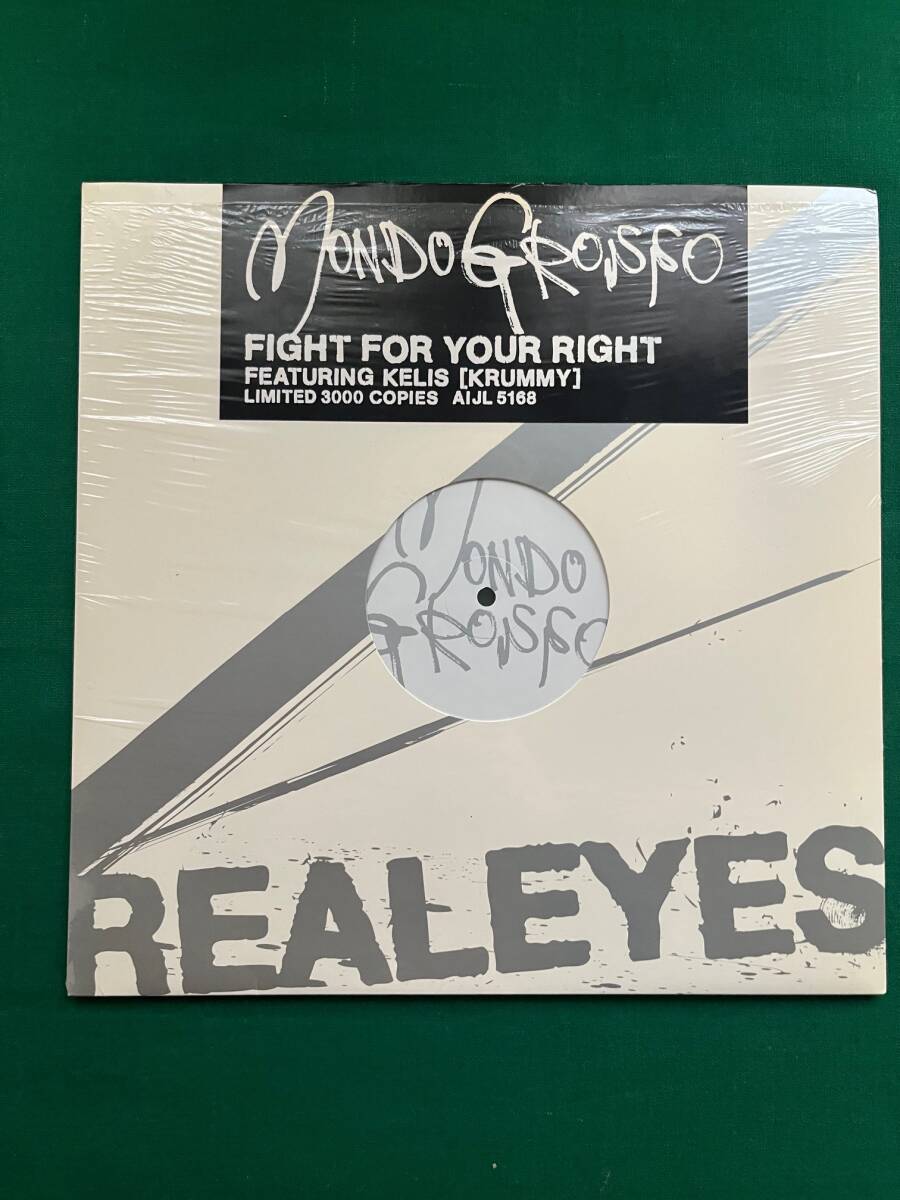 MONDO GROSSO
FIGHT FOR YOUR RIGHT
FEATURING KELIS [KRUMMY]
LIMITED 3000 COPIES AIJL 5168
MONDO
GROSSO
REALEYES